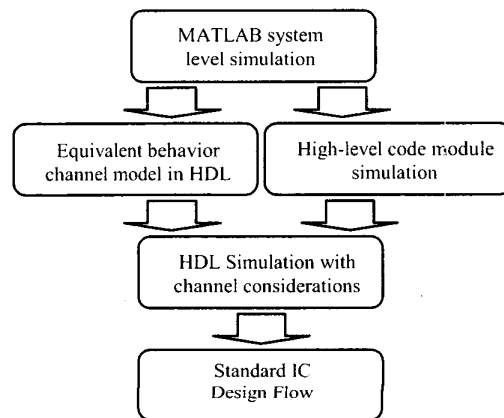 MATLAB system
level simulation
Equivalent behavior
channel model in HDL
High-level code module
simulation
HDL Simulation with
channel considerations
Standard IC
Design Flow